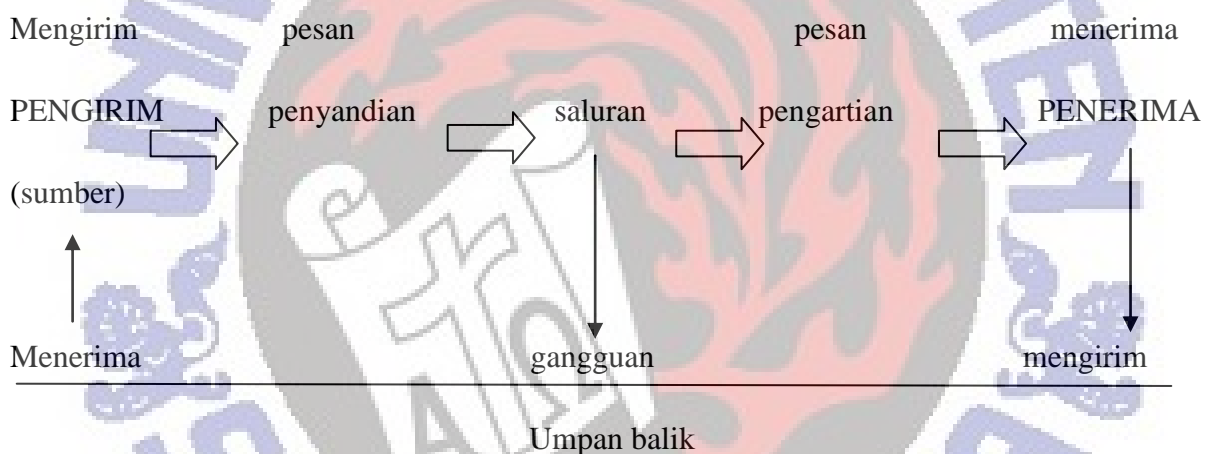 Mengirim pesan pesan menerima
PENGIRIM penyandian saluran pengartian PENERIMA
(sumber)
Menerima gangguan mengirim
Umpan balik